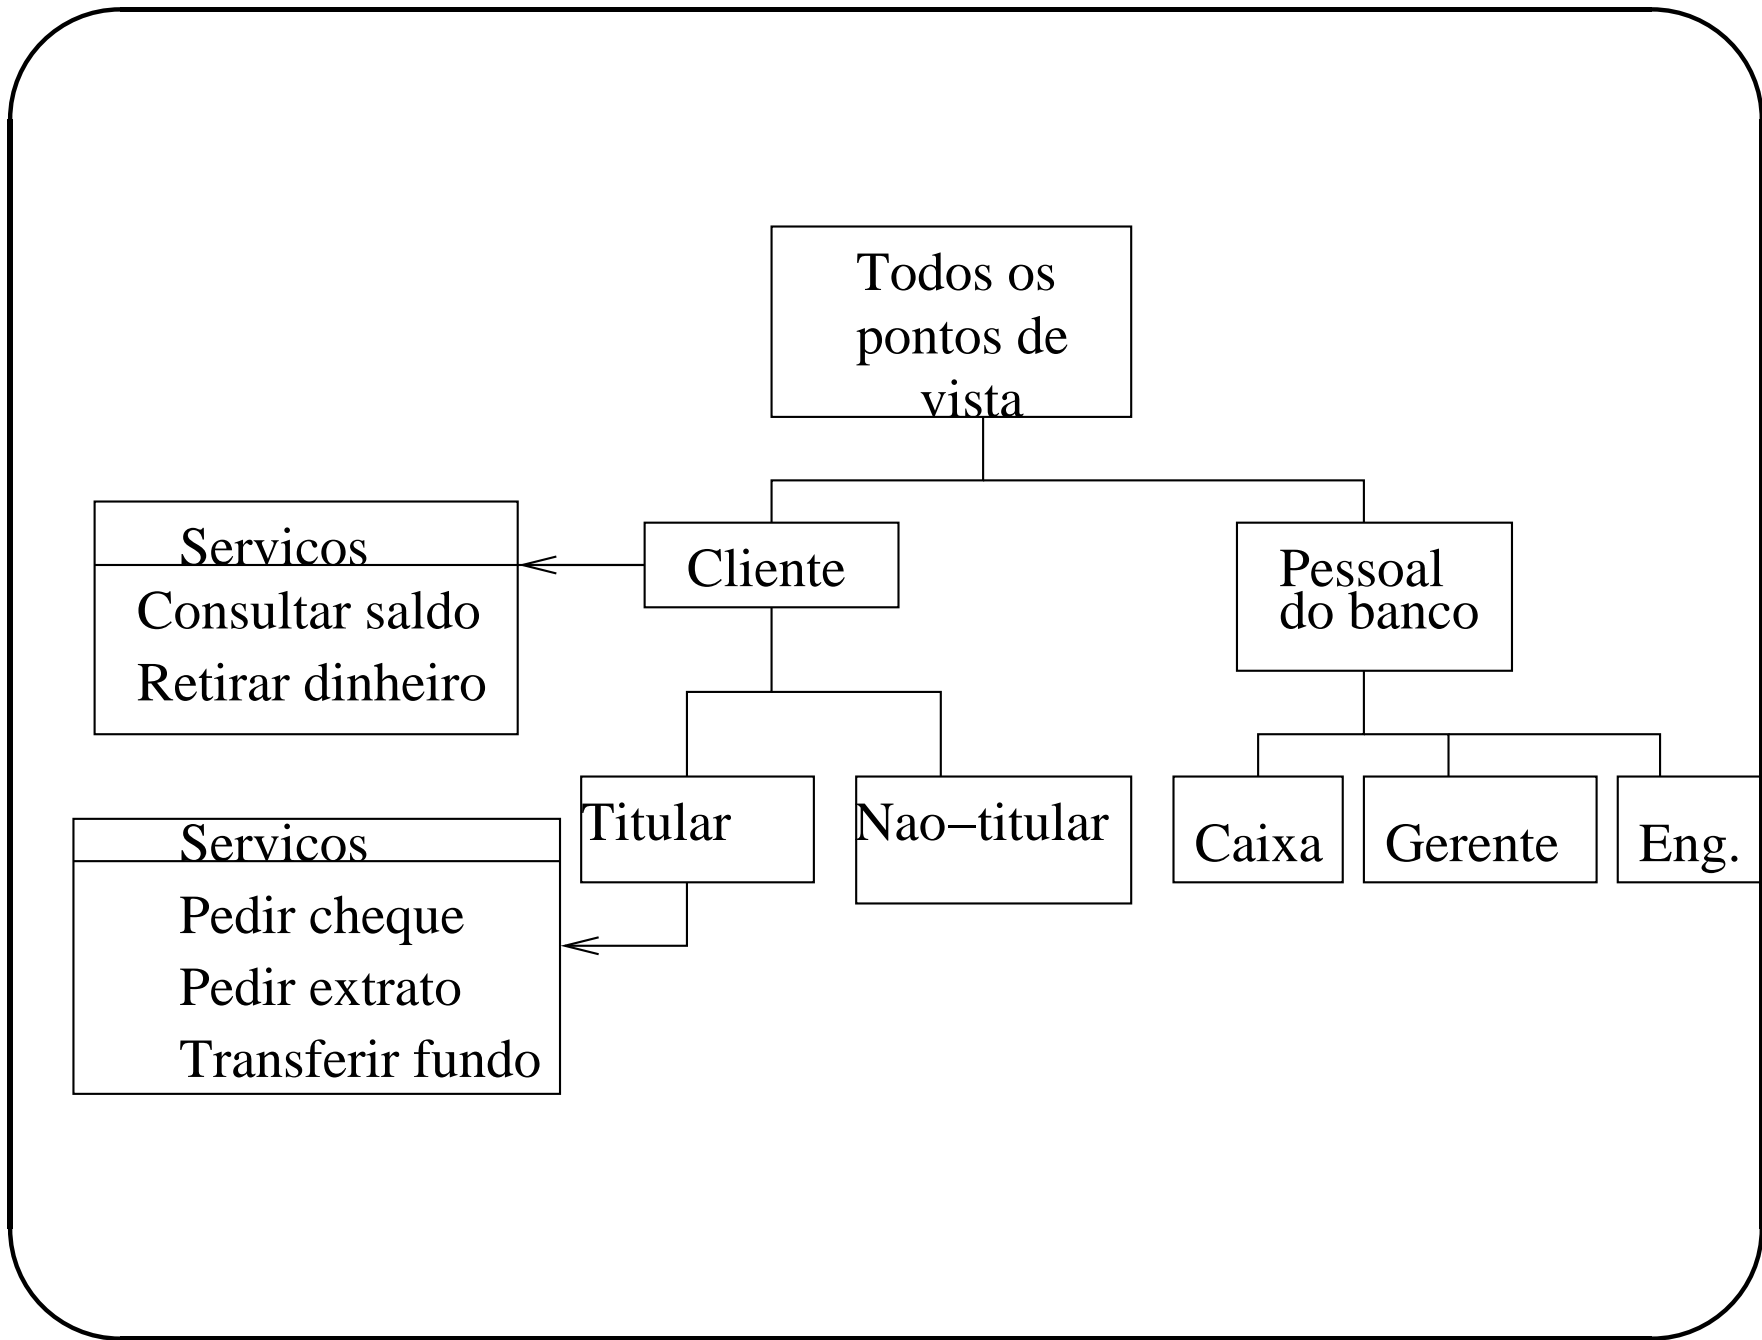 Todos os
pontos de
vista
Servicos
Consultar saldo
Retirar dinheiro
Cliente
Pessoal
do banco
Titular
Nao–titular
Caixa
Gerente
Eng.
Servicos
Pedir cheque
Pedir extrato
Transferir fundo